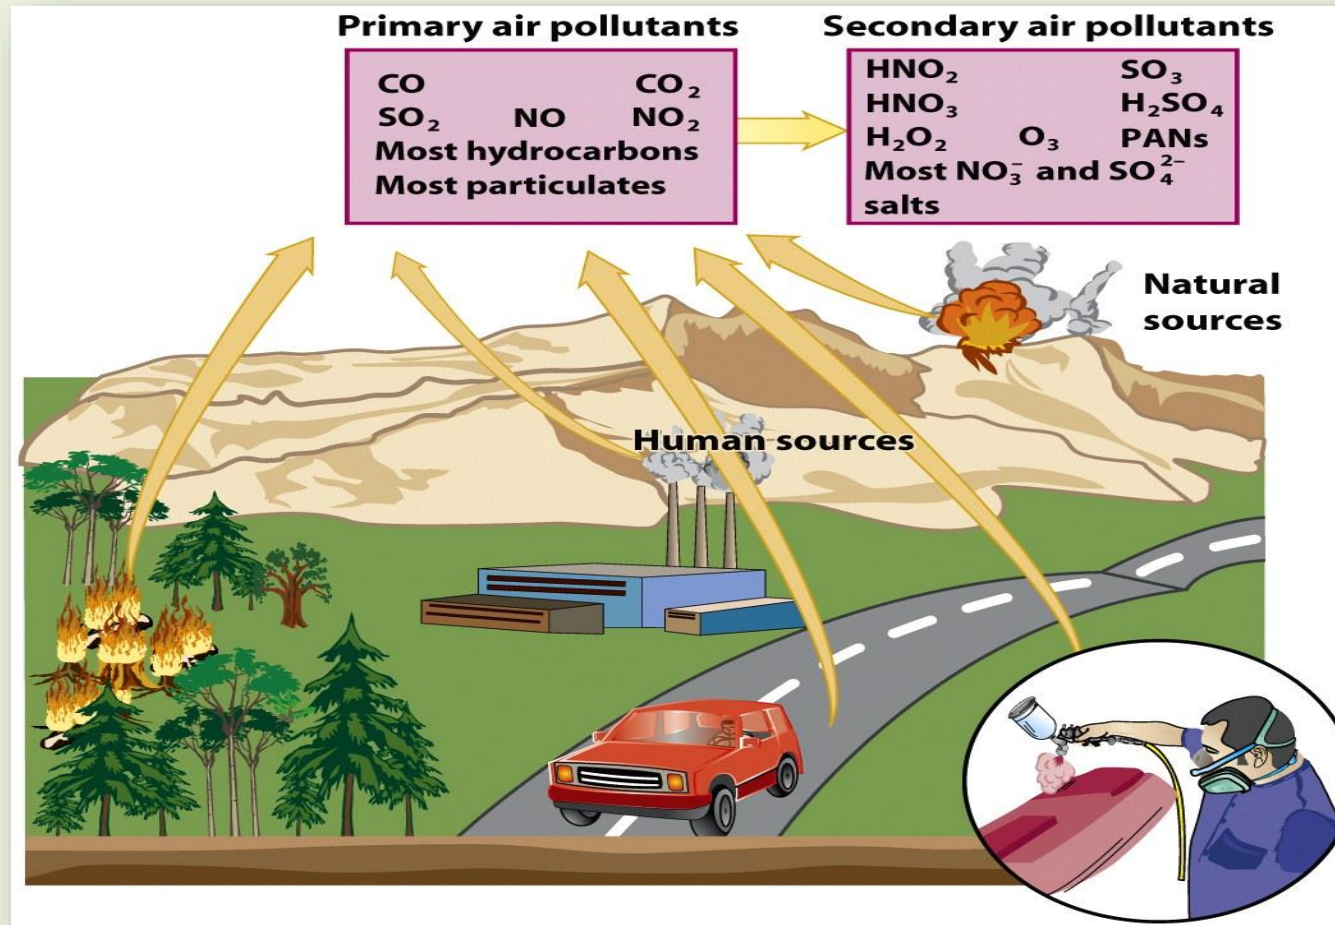 Primary air pollutants
CO CO₂
SO₂ NO NO₂
Most hydrocarbons
Most particulates
Secondary air pollutants
HNO₂ SO₃
HNO₃ H₂SO₄
H₂O₂ O₃ PANs
Most NO₃⁻ and SO₄²⁻
salts
Natural
sources
Human sources